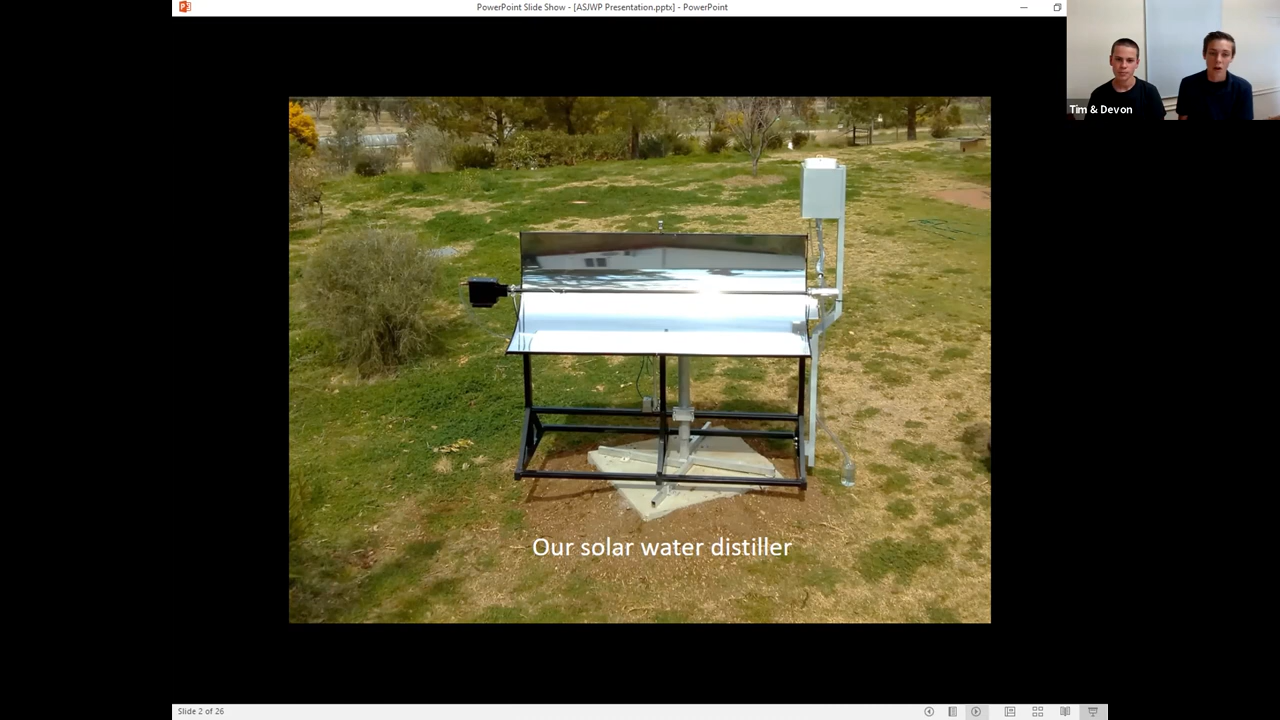 PowerPoint Slide Show - [ASJWP Presentation.pptx] - PowerPoint
Tim & Devon
Our solar water distiller
Slide 2 of 26